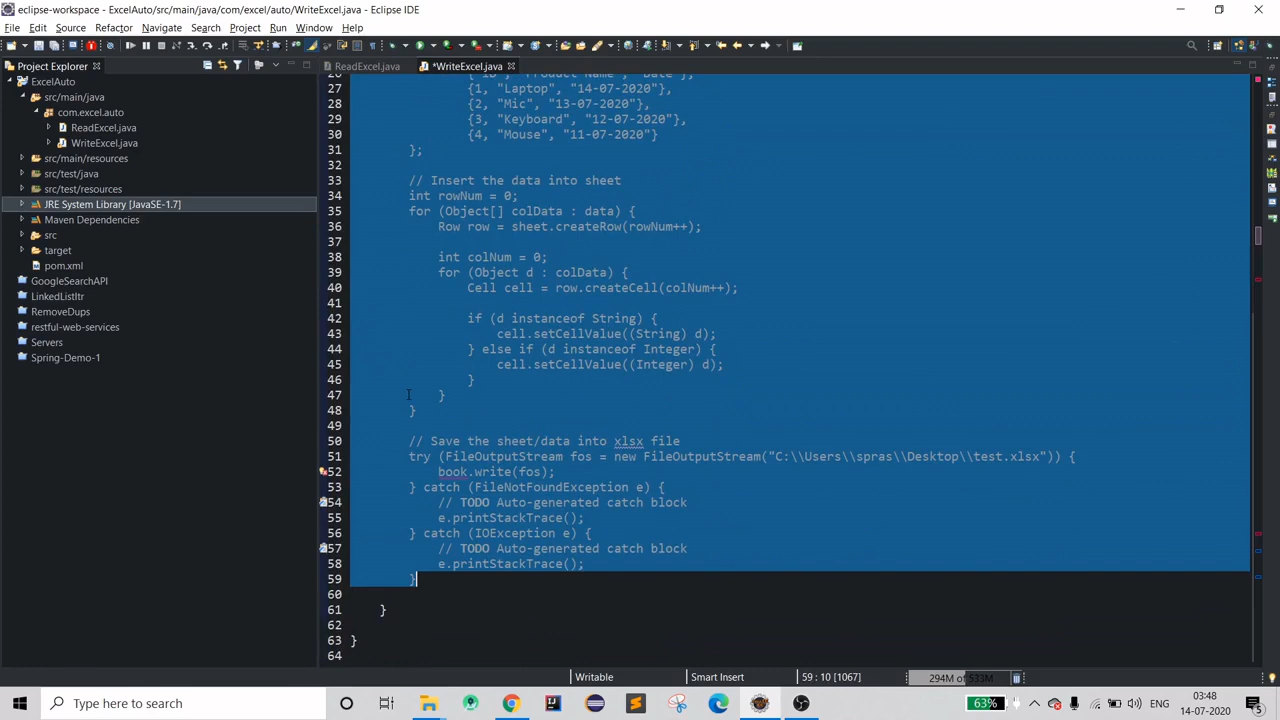 eclipse-workspace - ExcelAuto/src/main/java/com/excel/auto/WriteExcel.java - Eclipse IDE
File Edit Source Refactor Navigate Search Project Run Window Help
Project Explorer
ReadExcel.java
*WriteExcel.java
ExcelAuto
src/main/java
com.excel.auto
ReadExcel.java
WriteExcel.java
src/main/resources
src/test/java
src/test/resources
JRE System Library [JavaSE-1.7]
Maven Dependencies
src
target
pom.xml
GoogleSearchAPI
LinkedListItr
RemoveDups
restful-web-services
Servers
Spring-Demo-1
26 {"ID", "Product Name", "Date"},
27 {1, "Laptop", "14-07-2020"},
28 {2, "Mic", "13-07-2020"},
29 {3, "Keyboard", "12-07-2020"},
30 {4, "Mouse", "11-07-2020"}
31 };
32
33 // Insert the data into sheet
34 int rowNum = 0;
35 for (Object[] colData : data) {
36 Row row = sheet.createRow(rowNum++);
37
38 int colNum = 0;
39 for (Object d : colData) {
40 Cell cell = row.createCell(colNum++);
41
42 if (d instanceof String) {
43 cell.setCellValue((String) d);
44 } else if (d instanceof Integer) {
45 cell.setCellValue((Integer) d);
46 }
47 }
48 }
49
50 // Save the sheet/data into xlsx file
51 try (FileOutputStream fos = new FileOutputStream("C:\\Users\\spras\\Desktop\\test.xlsx")) {
52 book.write(fos);
53 } catch (FileNotFoundException e) {
54 // TODO Auto-generated catch block
55 e.printStackTrace();
56 } catch (IOException e) {
57 // TODO Auto-generated catch block
58 e.printStackTrace();
59 }
60
61 }
62
63 }
64
Writable Smart Insert 59 : 10 [1067] 294M of 533M
Type here to search
63%
ENG
03:48
14-07-2020
5